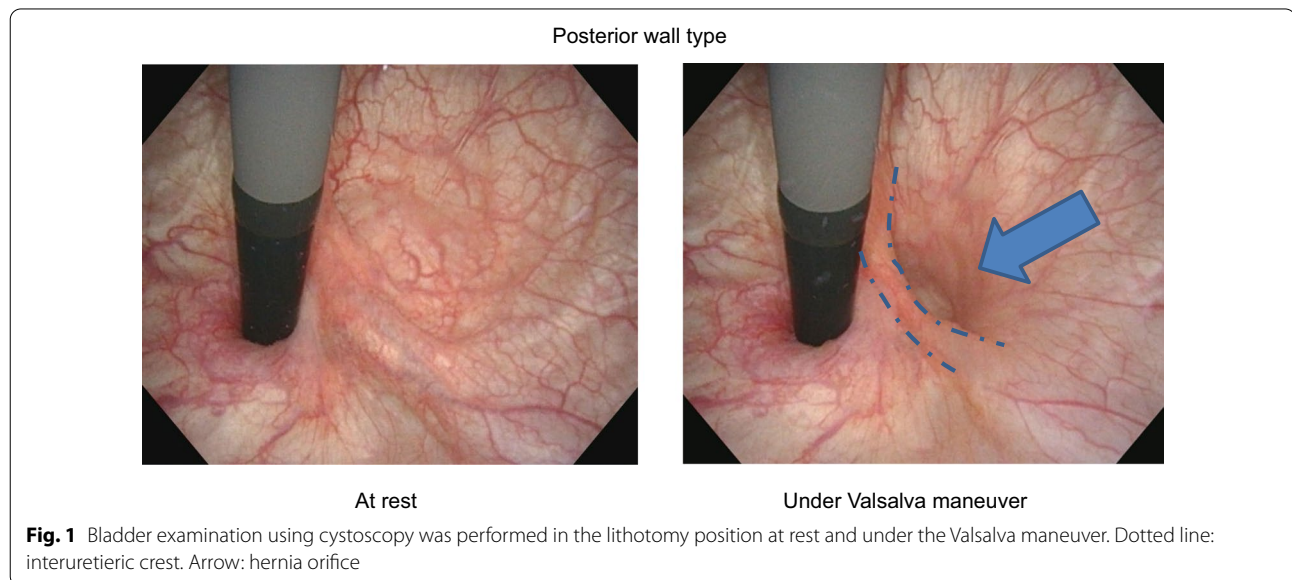 Posterior wall type
At rest
Under Valsalva maneuver
Fig. 1 Bladder examination using cystoscopy was performed in the lithotomy position at rest and under the Valsalva maneuver. Dotted line:
interuretieric crest. Arrow: hernia orifice